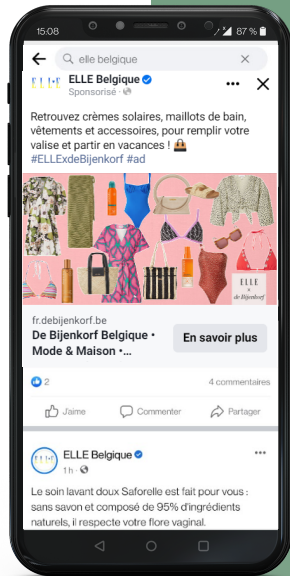 15:08
87 %
elle belgique
ELLE
ELLE Belgique
Sponsorisé ·
Retrouvez crèmes solaires, maillots de bain,
vêtements et accessoires, pour remplir votre
valise et partir en vacances !
#ELLExdeBijenkorf #ad
ELLE
×
de Bijenkorf
fr.debijenkorf.be
De Bijenkorf Belgique •
Mode & Maison •...
En savoir plus
2
4 commentaires
J'aime
Commenter
Partager
ELLE
ELLE Belgique
1 h ·
Le soin lavant doux Saforelle est fait pour vous :
sans savon et composé de 95% d'ingrédients
naturels, il respecte votre flore vaginal.